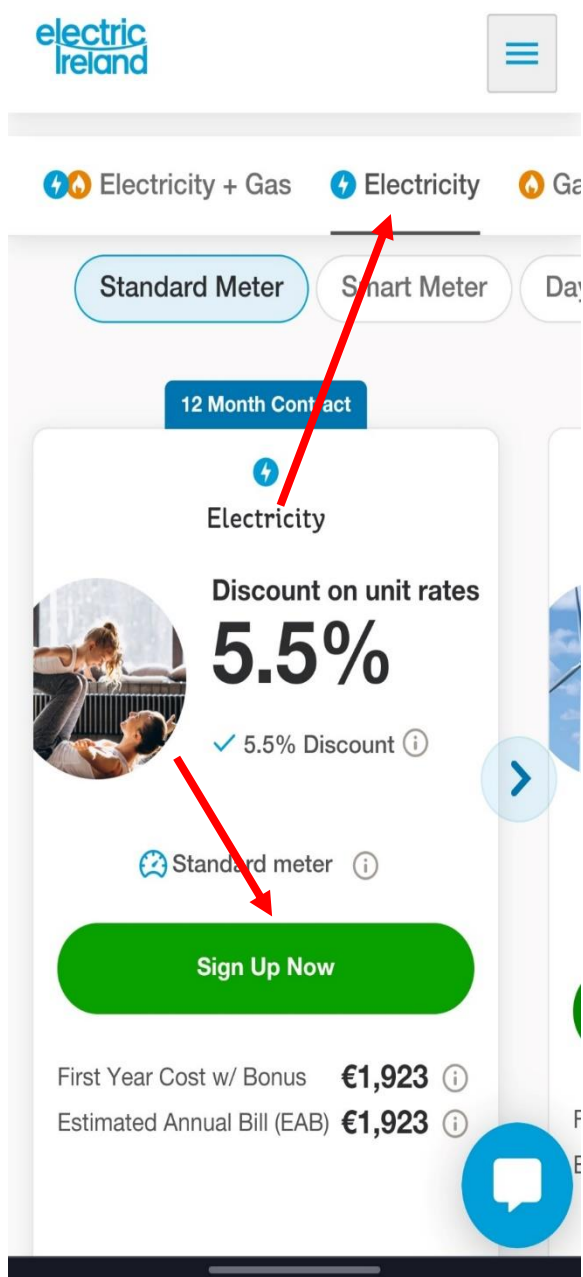 electric
Ireland
Electricity + Gas Electricity Ga
Standard Meter Smart Meter Day
12 Month Contract
Electricity
Discount on unit rates
5.5%
5.5% Discount
Standard meter
Sign Up Now
First Year Cost w/ Bonus €1,923
Estimated Annual Bill (EAB) €1,923